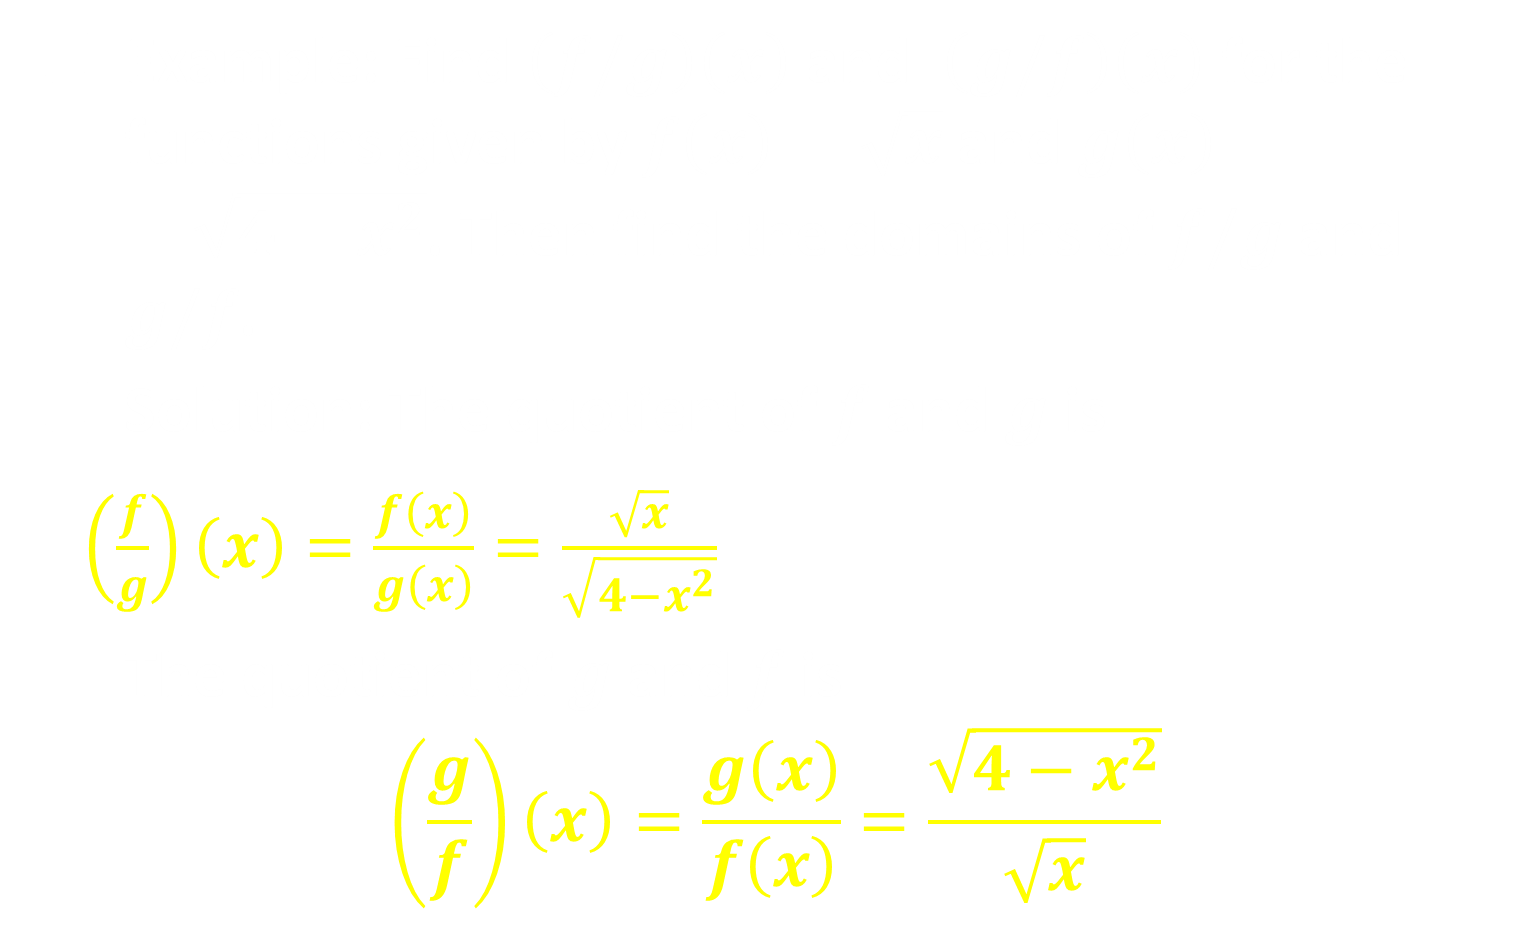 (f/g)(x) = f(x)/g(x) = √x/√(4−x²)
(g/f)(x) = g(x)/f(x) = √(4 − x²)/√x